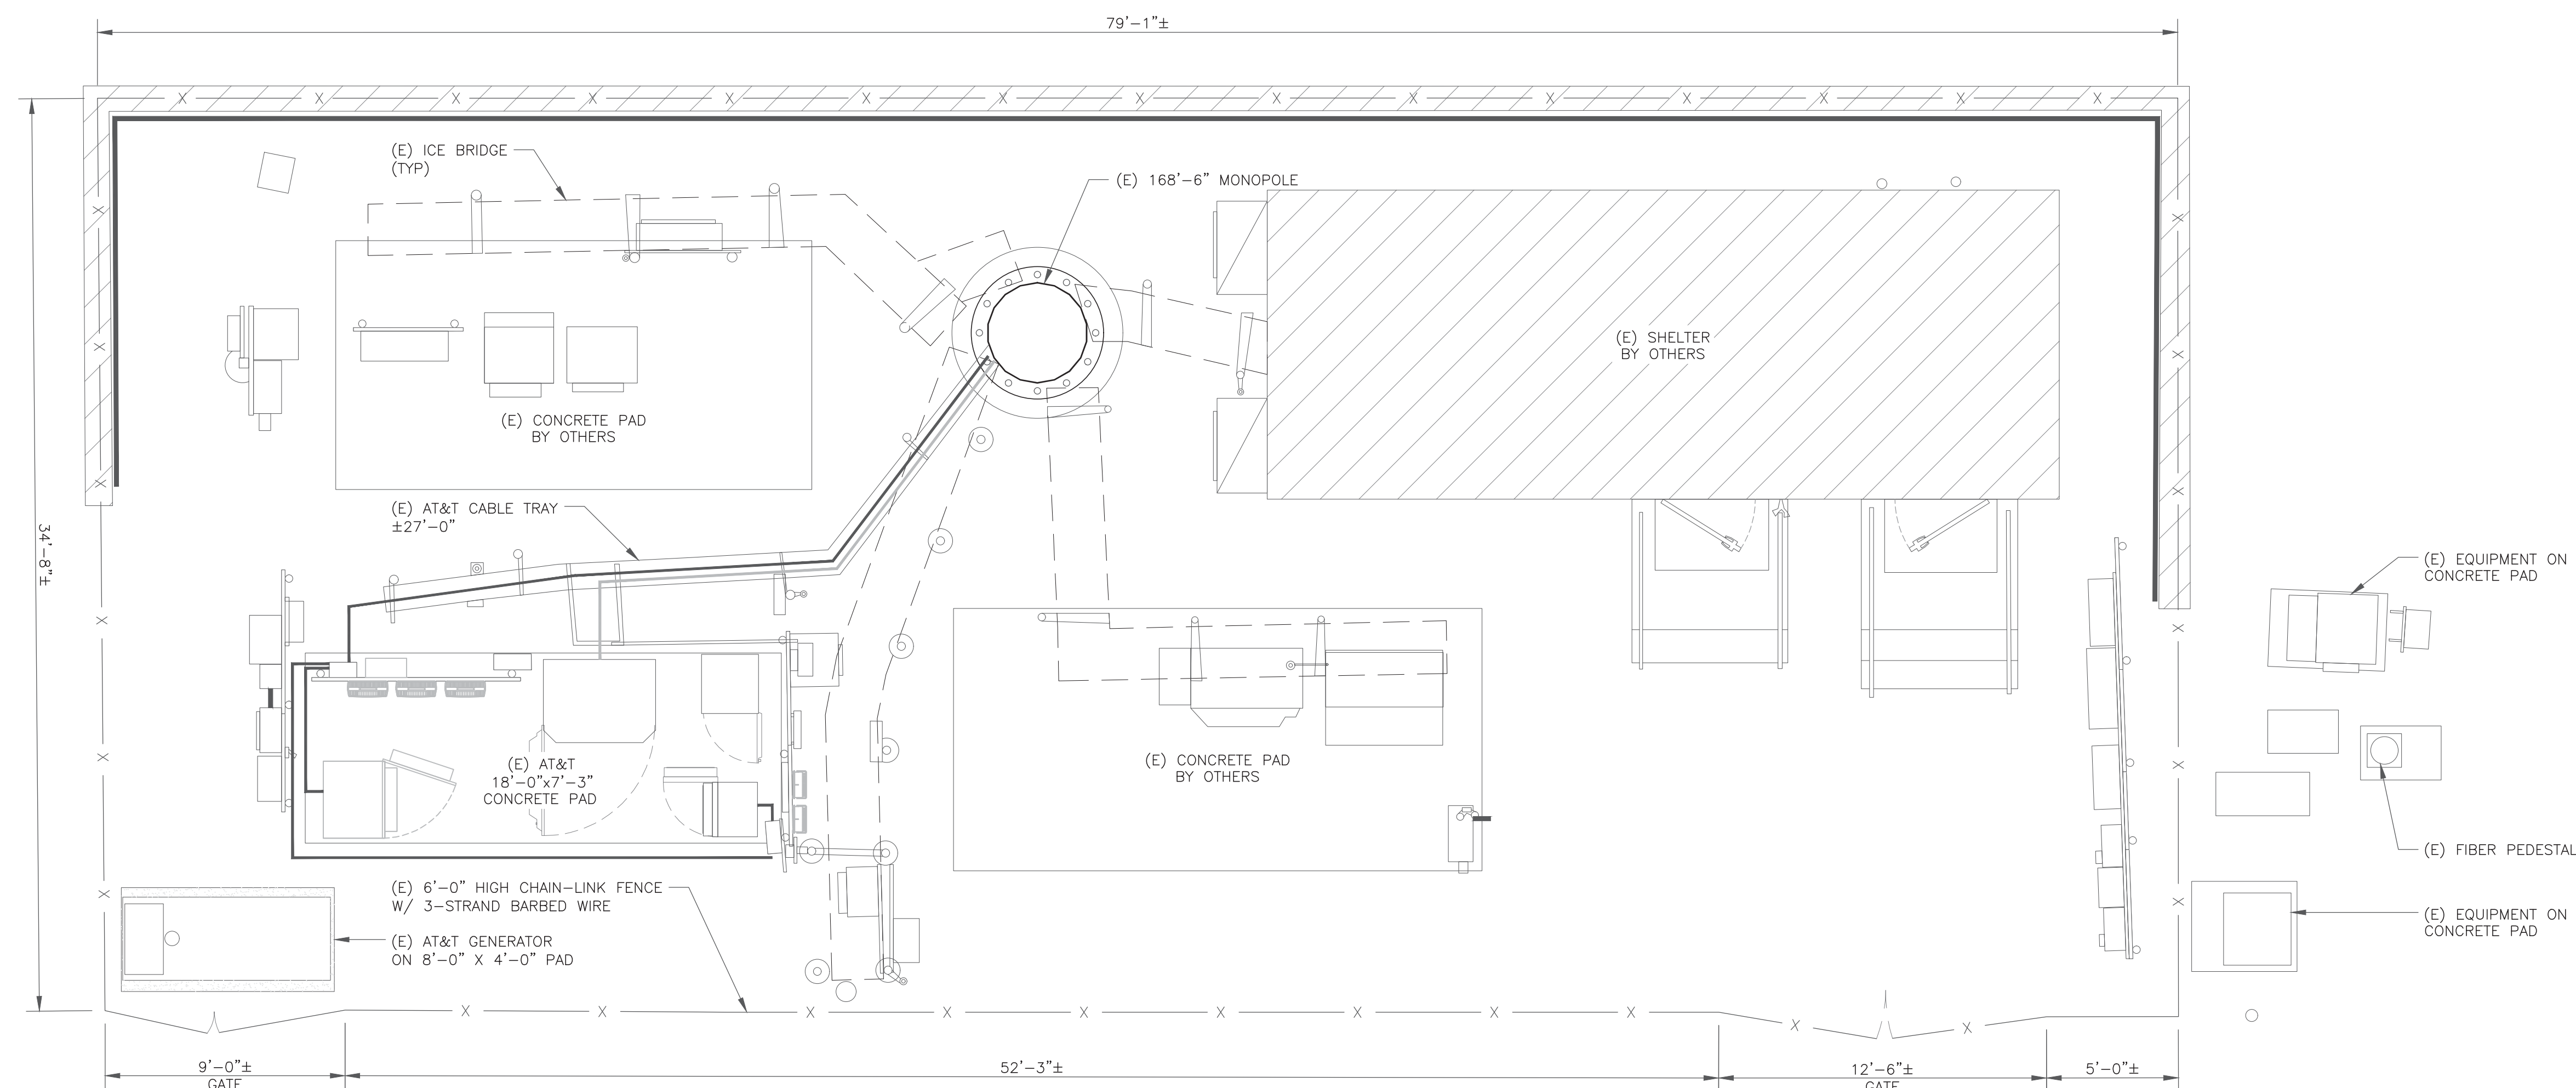 79'-1"±
(E) ICE BRIDGE
(TYP)
(E) 168'-6" MONOPOLE
(E) SHELTER
BY OTHERS
(E) CONCRETE PAD
BY OTHERS
(E) AT&T CABLE TRAY
±27'-0"
34'-8"±
(E) EQUIPMENT ON
CONCRETE PAD
(E) AT&T
18'-0"x7'-3"
CONCRETE PAD
(E) CONCRETE PAD
BY OTHERS
(E) FIBER PEDESTAL
(E) 6'-0" HIGH CHAIN-LINK FENCE
W/ 3-STRAND BARBED WIRE
(E) EQUIPMENT ON
CONCRETE PAD
(E) AT&T GENERATOR
ON 8'-0" X 4'-0" PAD
9'-0"±
GATE
52'-3"±
12'-6"±
GATE
5'-0"±